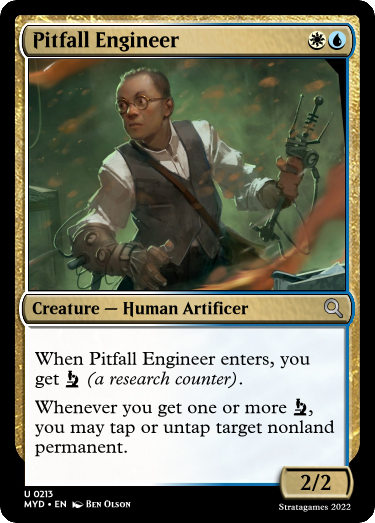 Pitfall Engineer
Creature — Human Artificer
When Pitfall Engineer enters, you
get (a research counter).
Whenever you get one or more ,
you may tap or untap target nonland
permanent.
2/2
U 0213
MYD • EN Ben Olson
Stratagames 2022